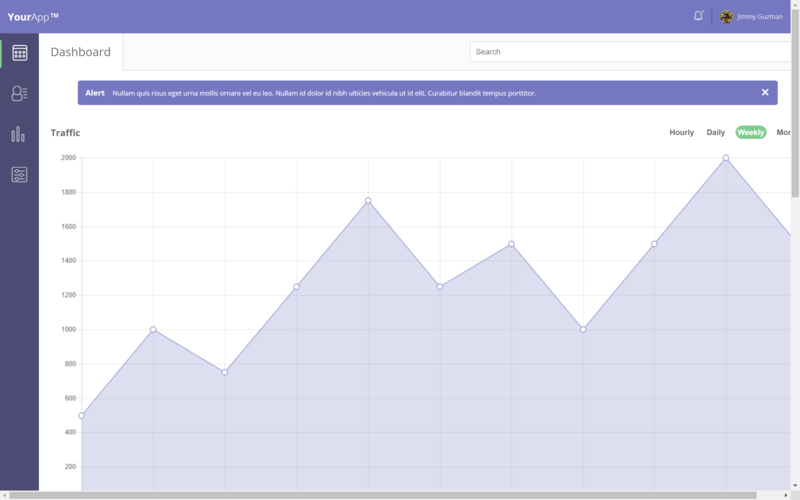 YourApp™
Jimmy Guzman
Dashboard
Search
Alert Nullam quis risus eget urna mollis ornare vel eu leo. Nullam id dolor id nibh ulticies vehicula ut id elit. Curabitur blandit tempus porttitor.
Traffic
Hourly Daily Weekly Mon
2000
1800
1600
1400
1200
1000
800
600
400
200